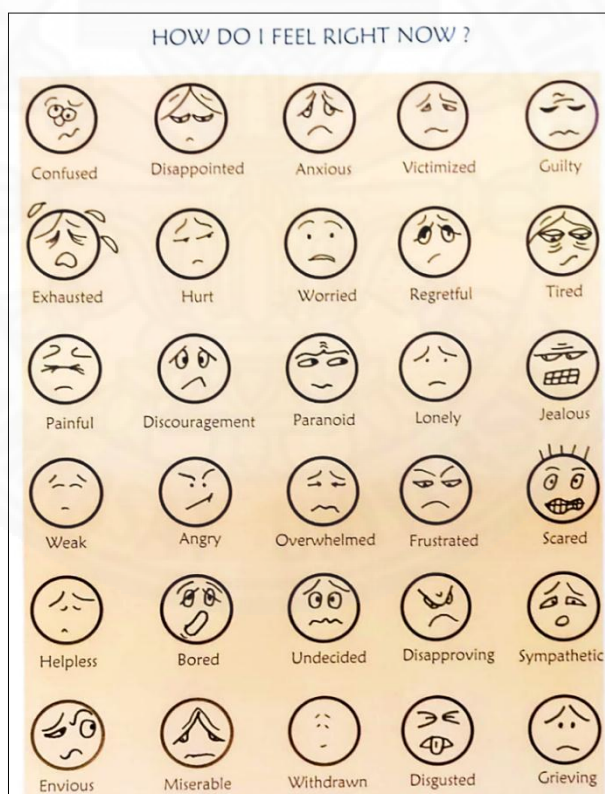 HOW DO I FEEL RIGHT NOW ?
Confused Disappointed Anxious Victimized Guilty
Exhausted Hurt Worried Regretful Tired
Painful Discouragement Paranoid Lonely Jealous
Weak Angry Overwhelmed Frustrated Scared
Helpless Bored Undecided Disapproving Sympathetic
Envious Miserable Withdrawn Disgusted Grieving